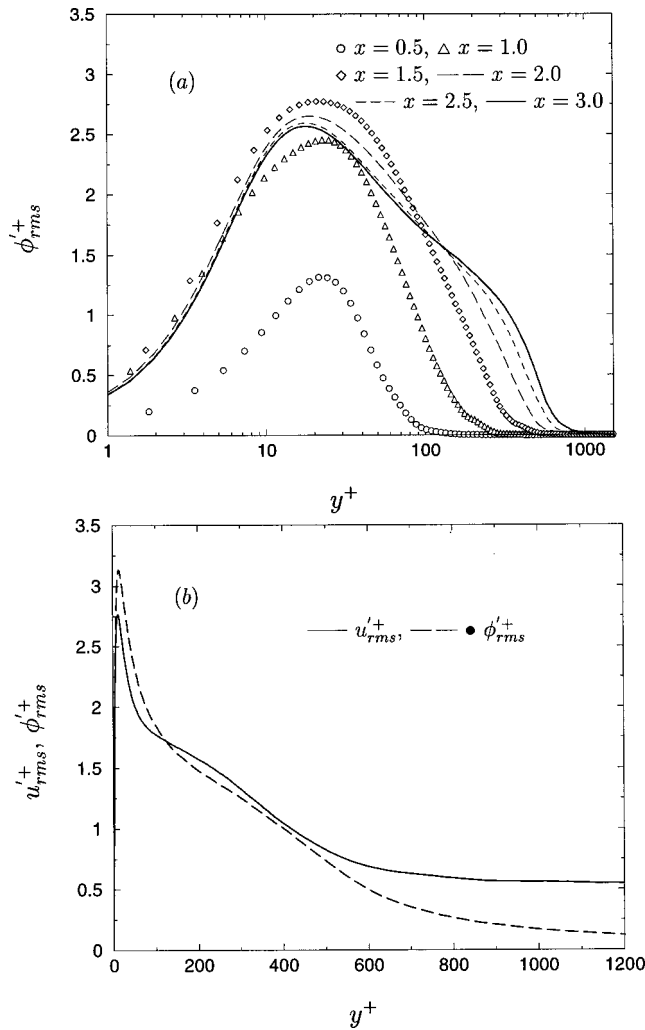 3.5
3
2.5
2
1.5
1
0.5
0
ϕ'+rms
(a)
○ x = 0.5, △ x = 1.0
◇ x = 1.5, — — x = 2.0
- - - x = 2.5, — x = 3.0
1 10 100 1000
y+
3.5
3
2.5
2
1.5
1
0.5
0
u'+rms, ϕ'+rms
(b)
— u'+rms, — — ● ϕ'+rms
0 200 400 600 800 1000 1200
y+